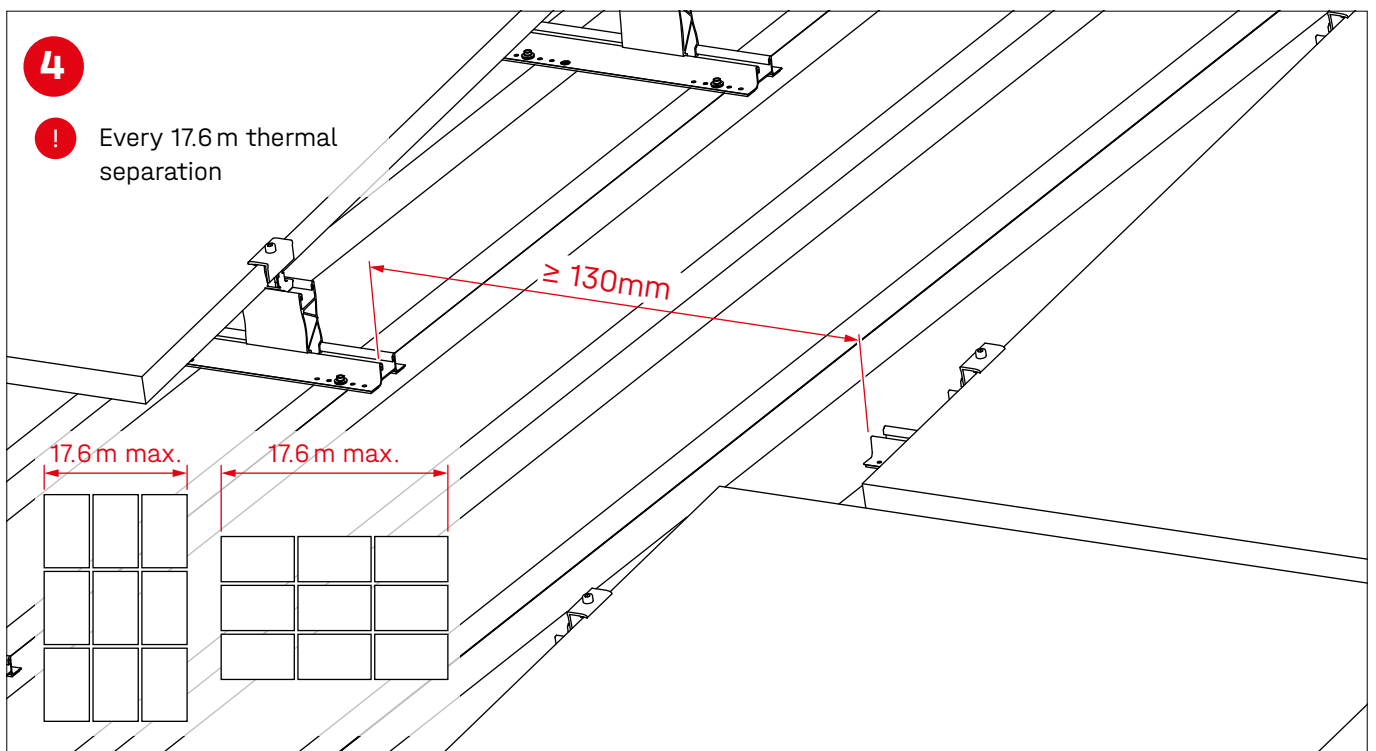 4
! Every 17.6 m thermal
separation
≥ 130mm
17.6 m max. 17.6 m max.